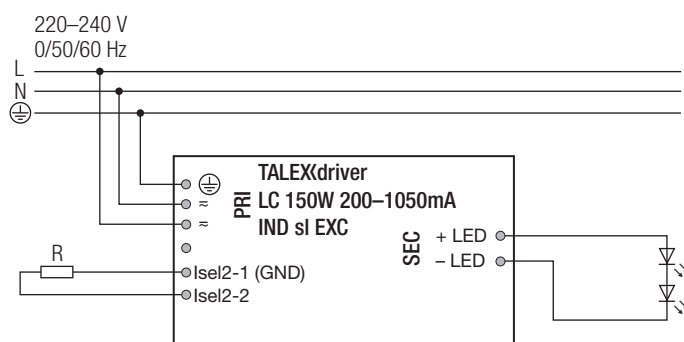 220–240 V
0/50/60 Hz
L
N
TALEXXdriver
LC 150W 200–1050mA
IND sl EXC
PRI
≂
≂
SEC
+ LED
– LED
R
Isel2-1 (GND)
Isel2-2